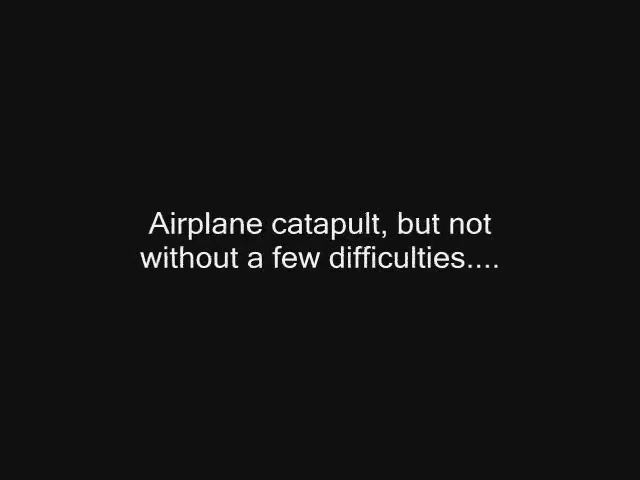 Airplane catapult, but not
without a few difficulties....